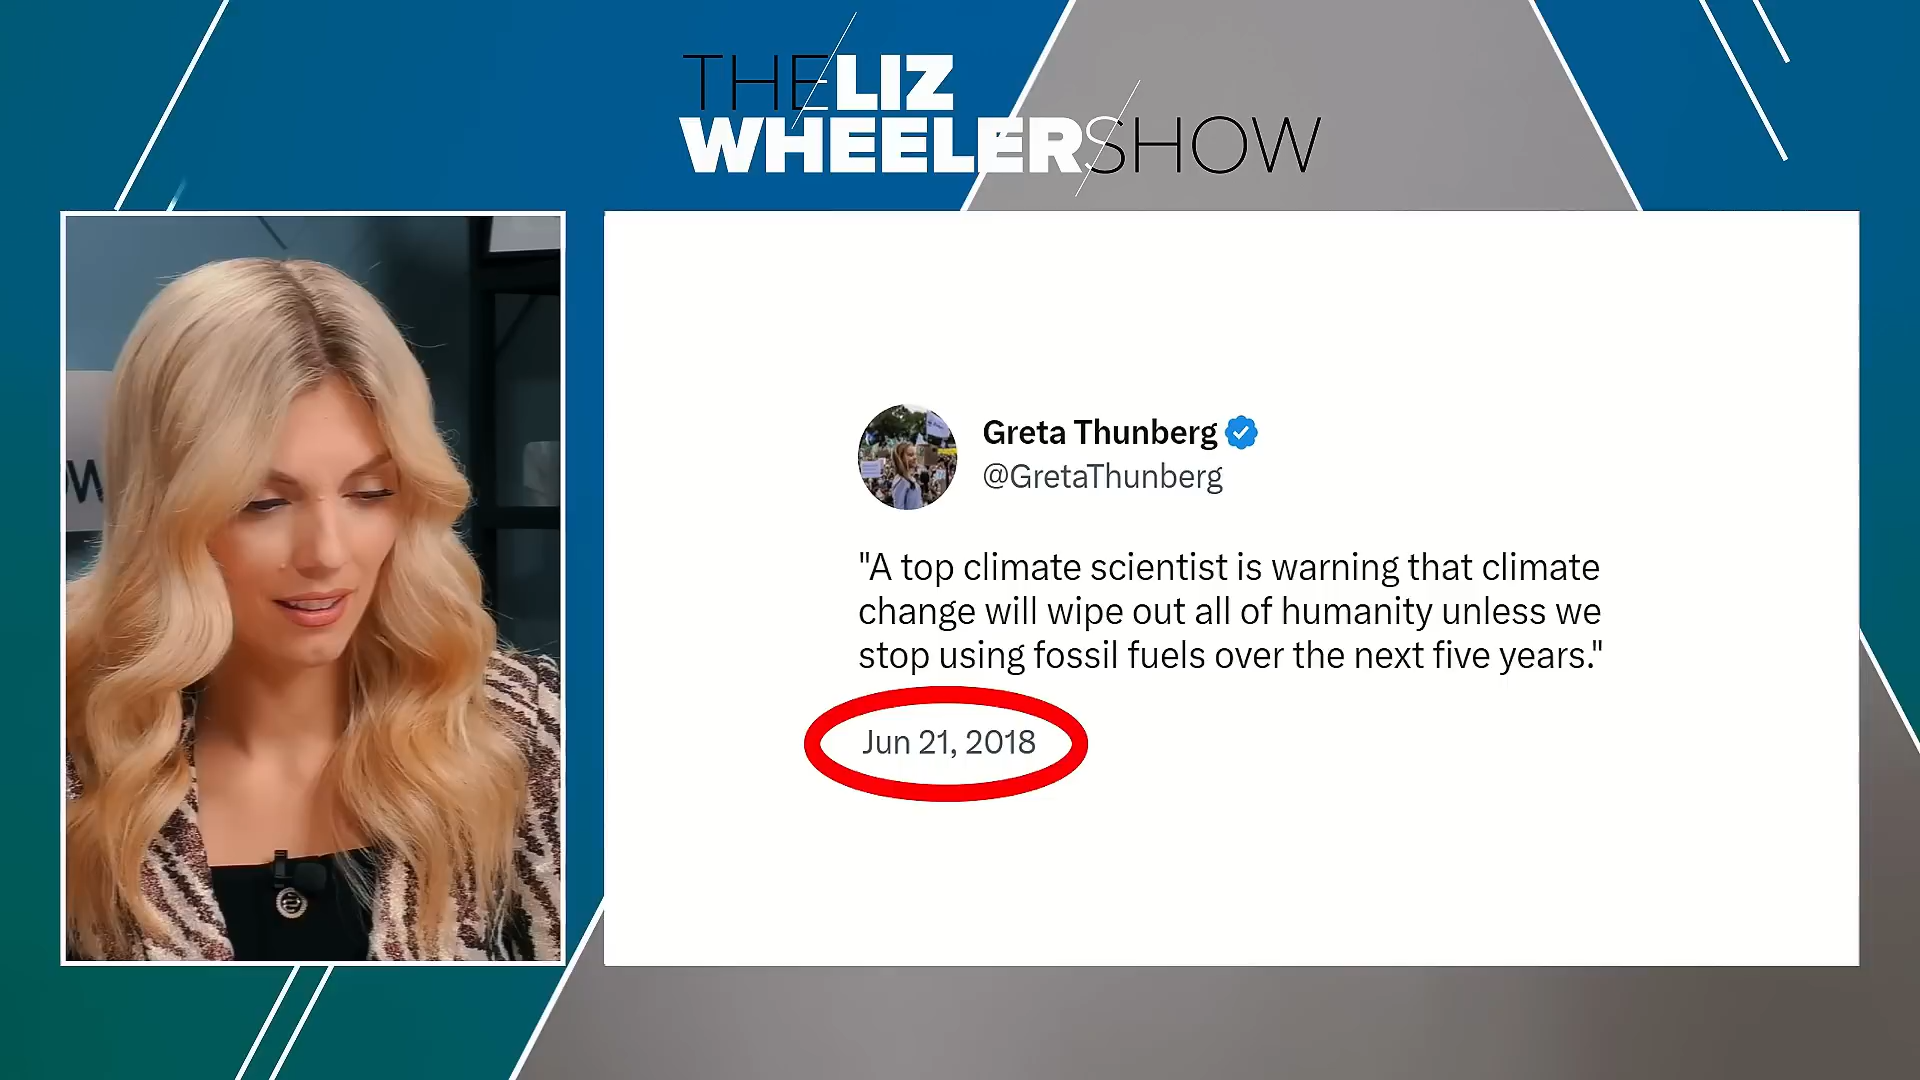 THE LIZ
WHEELER SHOW
OW
Greta Thunberg
@GretaThunberg
"A top climate scientist is warning that climate
change will wipe out all of humanity unless we
stop using fossil fuels over the next five years."
Jun 21, 2018